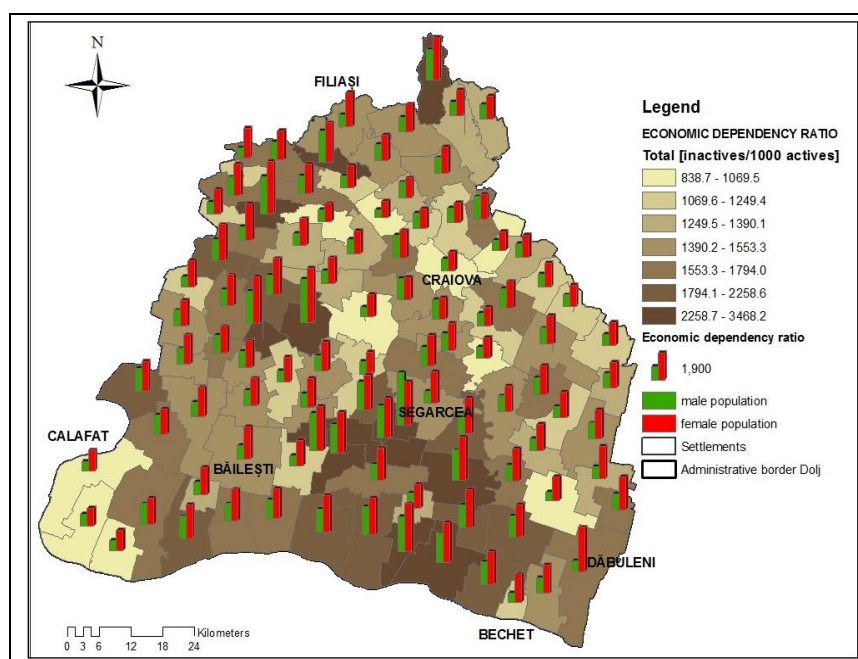 N
FILIAȘI
CRAIOVA
SEGARCEA
CALAFAT
BĂILEȘTI
DĂBULENI
BECHET
Legend
ECONOMIC DEPENDENCY RATIO
Total [inactives/1000 actives]
838.7 - 1069.5
1069.6 - 1249.4
1249.5 - 1390.1
1390.2 - 1553.3
1553.3 - 1794.0
1794.1 - 2258.6
2258.7 - 3468.2
Economic dependency ratio
1,900
male population
female population
Settlements
Administrative border Dolj
Kilometers
0 3 6 12 18 24